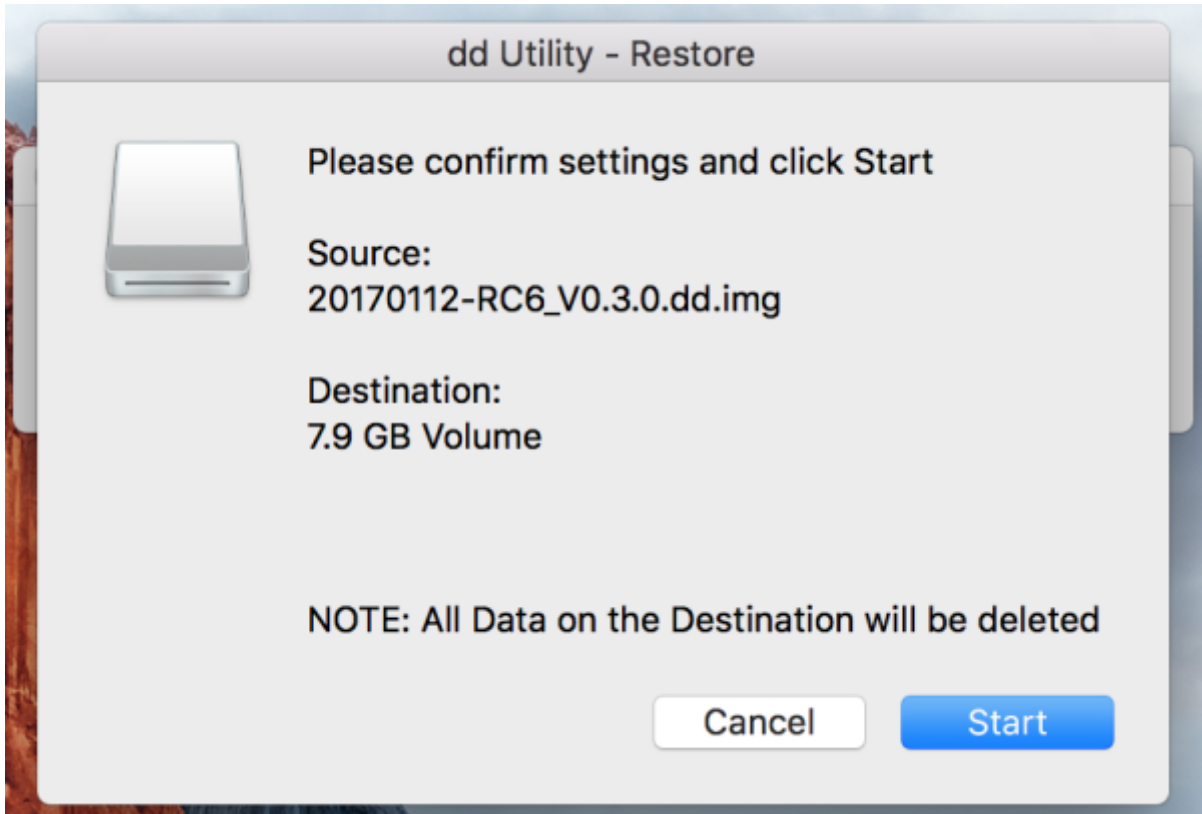 dd Utility - Restore
Please confirm settings and click Start
Source:
20170112-RC6_V0.3.0.dd.img
Destination:
7.9 GB Volume
NOTE: All Data on the Destination will be deleted
Cancel
Start